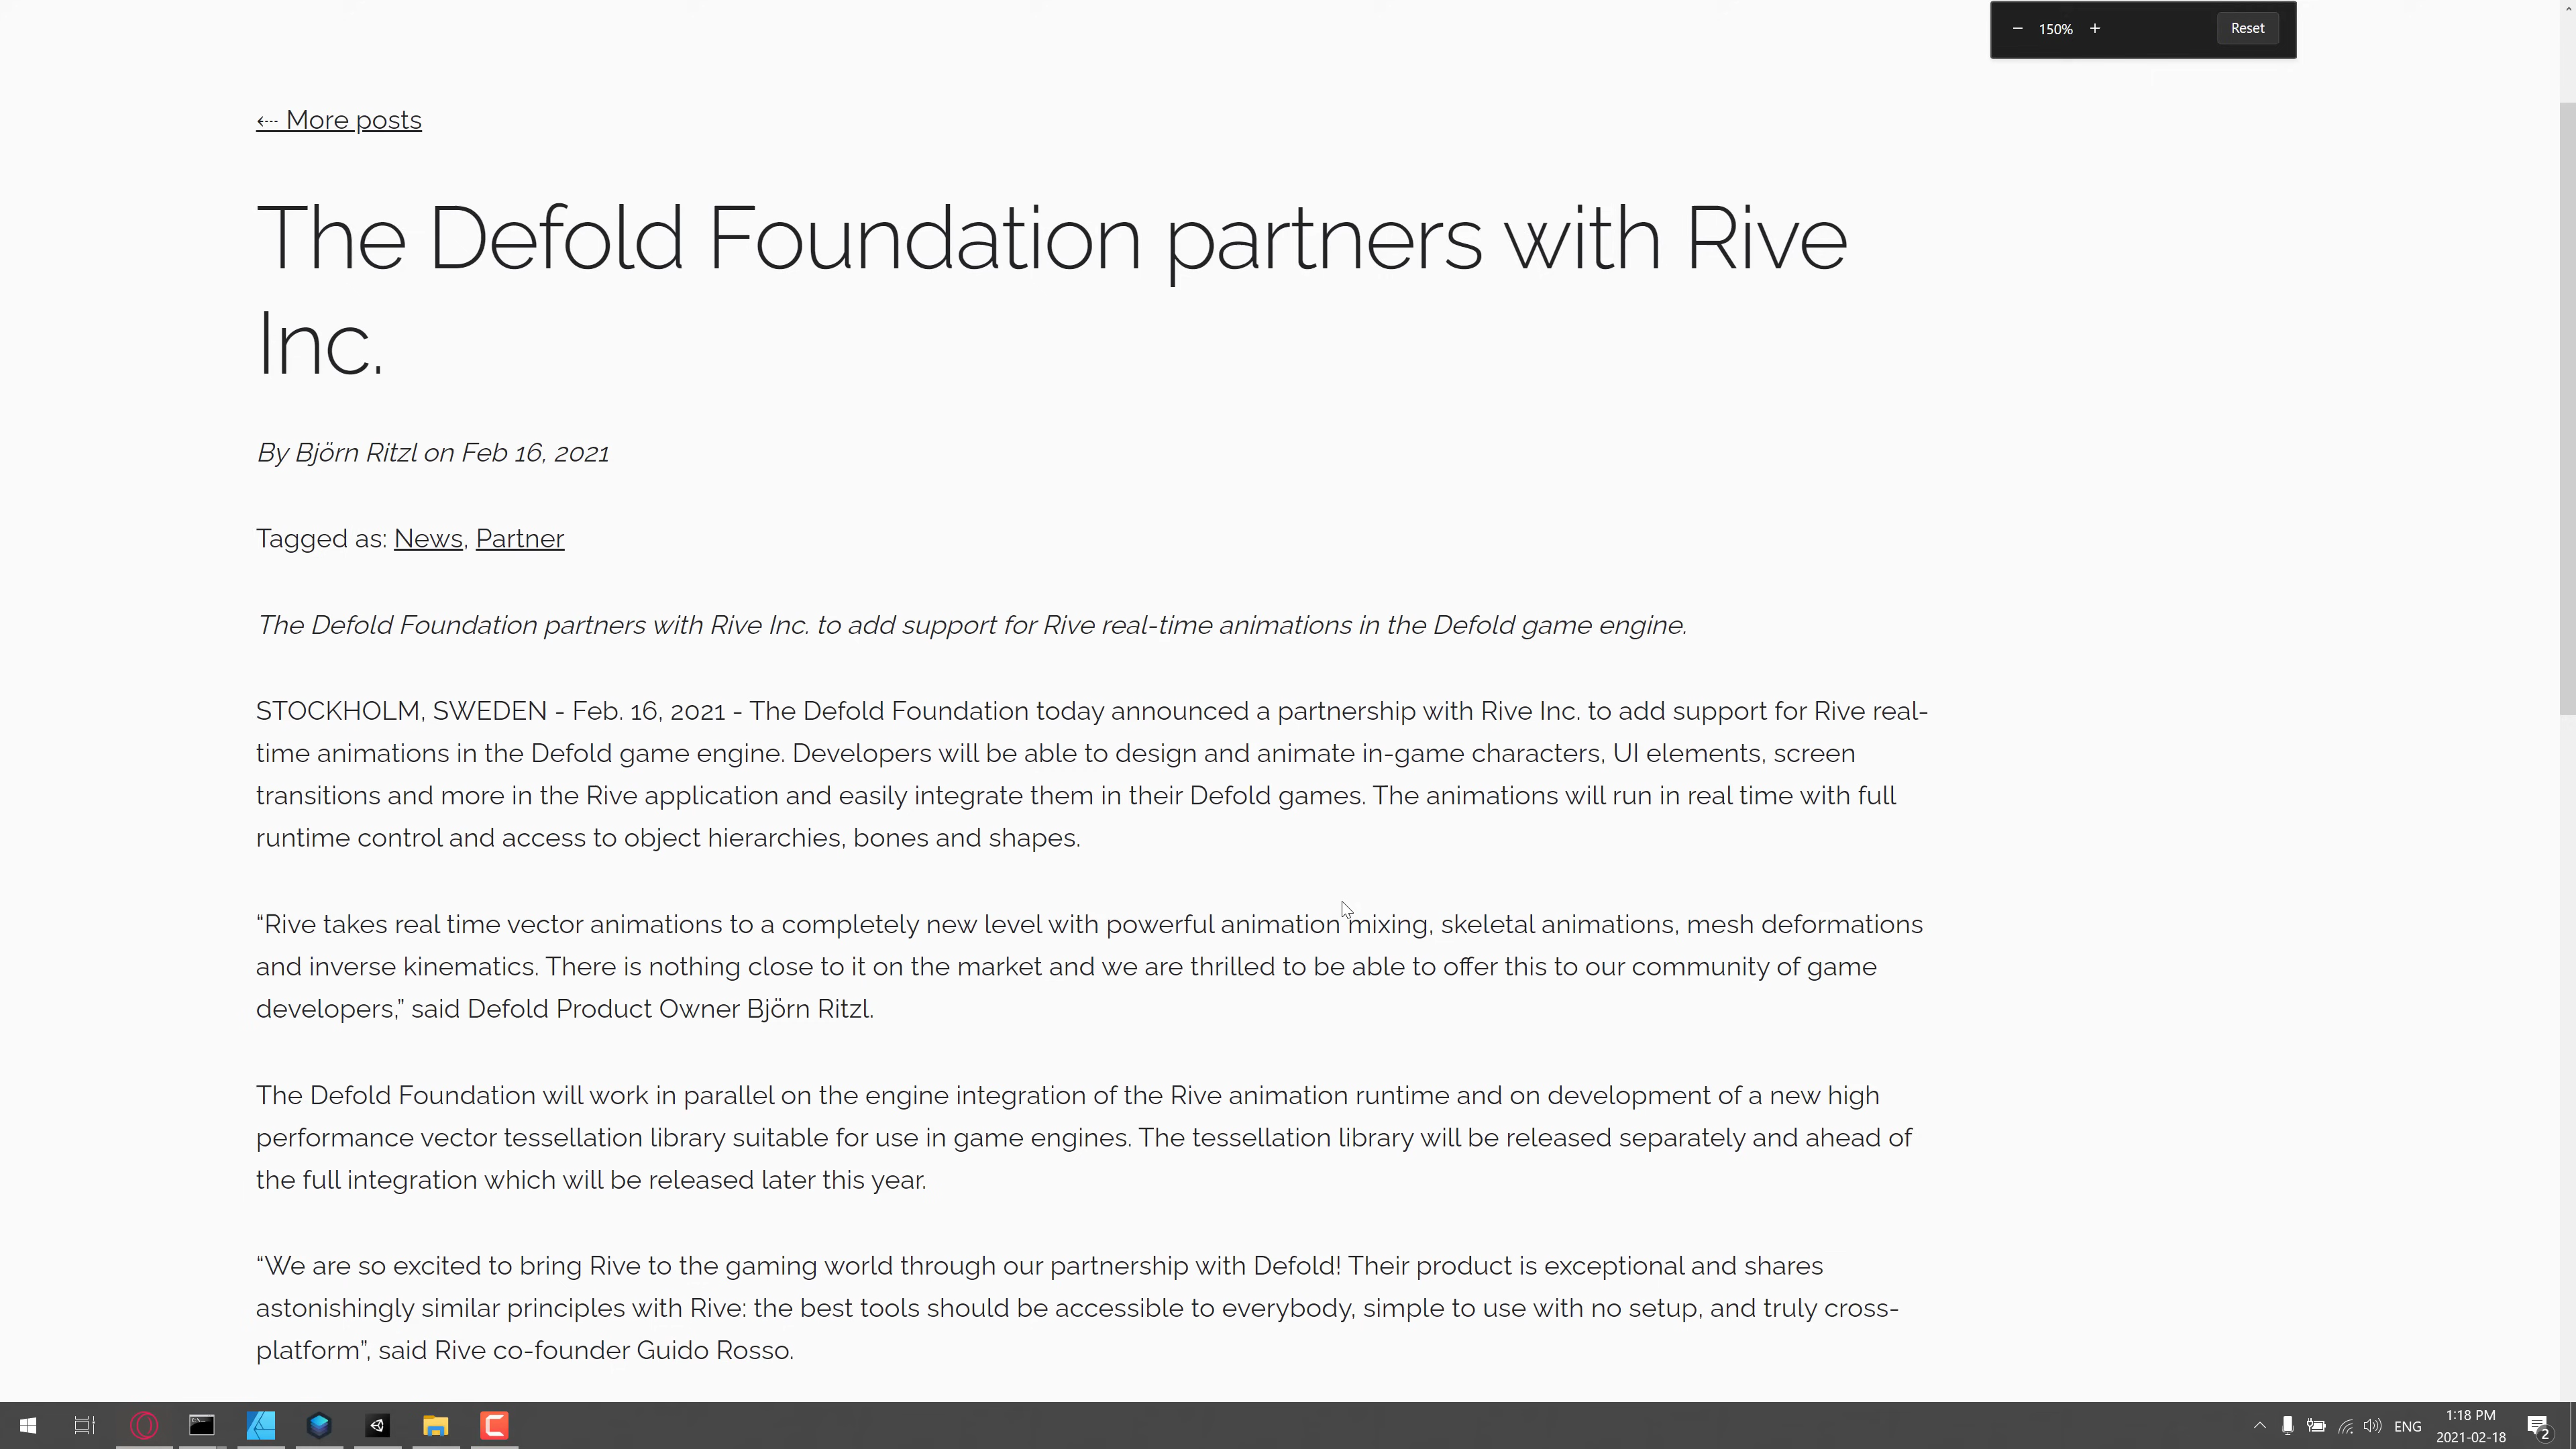 − 150% + Reset
⇠ More posts
The Defold Foundation partners with Rive
Inc.
By Björn Ritzl on Feb 16, 2021
Tagged as: News, Partner
The Defold Foundation partners with Rive Inc. to add support for Rive real-time animations in the Defold game engine.
STOCKHOLM, SWEDEN - Feb. 16, 2021 - The Defold Foundation today announced a partnership with Rive Inc. to add support for Rive real-
time animations in the Defold game engine. Developers will be able to design and animate in-game characters, UI elements, screen
transitions and more in the Rive application and easily integrate them in their Defold games. The animations will run in real time with full
runtime control and access to object hierarchies, bones and shapes.
“Rive takes real time vector animations to a completely new level with powerful animation mixing, skeletal animations, mesh deformations
and inverse kinematics. There is nothing close to it on the market and we are thrilled to be able to offer this to our community of game
developers,” said Defold Product Owner Björn Ritzl.
The Defold Foundation will work in parallel on the engine integration of the Rive animation runtime and on development of a new high
performance vector tessellation library suitable for use in game engines. The tessellation library will be released separately and ahead of
the full integration which will be released later this year.
“We are so excited to bring Rive to the gaming world through our partnership with Defold! Their product is exceptional and shares
astonishingly similar principles with Rive: the best tools should be accessible to everybody, simple to use with no setup, and truly cross-
platform”, said Rive co-founder Guido Rosso.
ENG
1:18 PM
2021-02-18
2